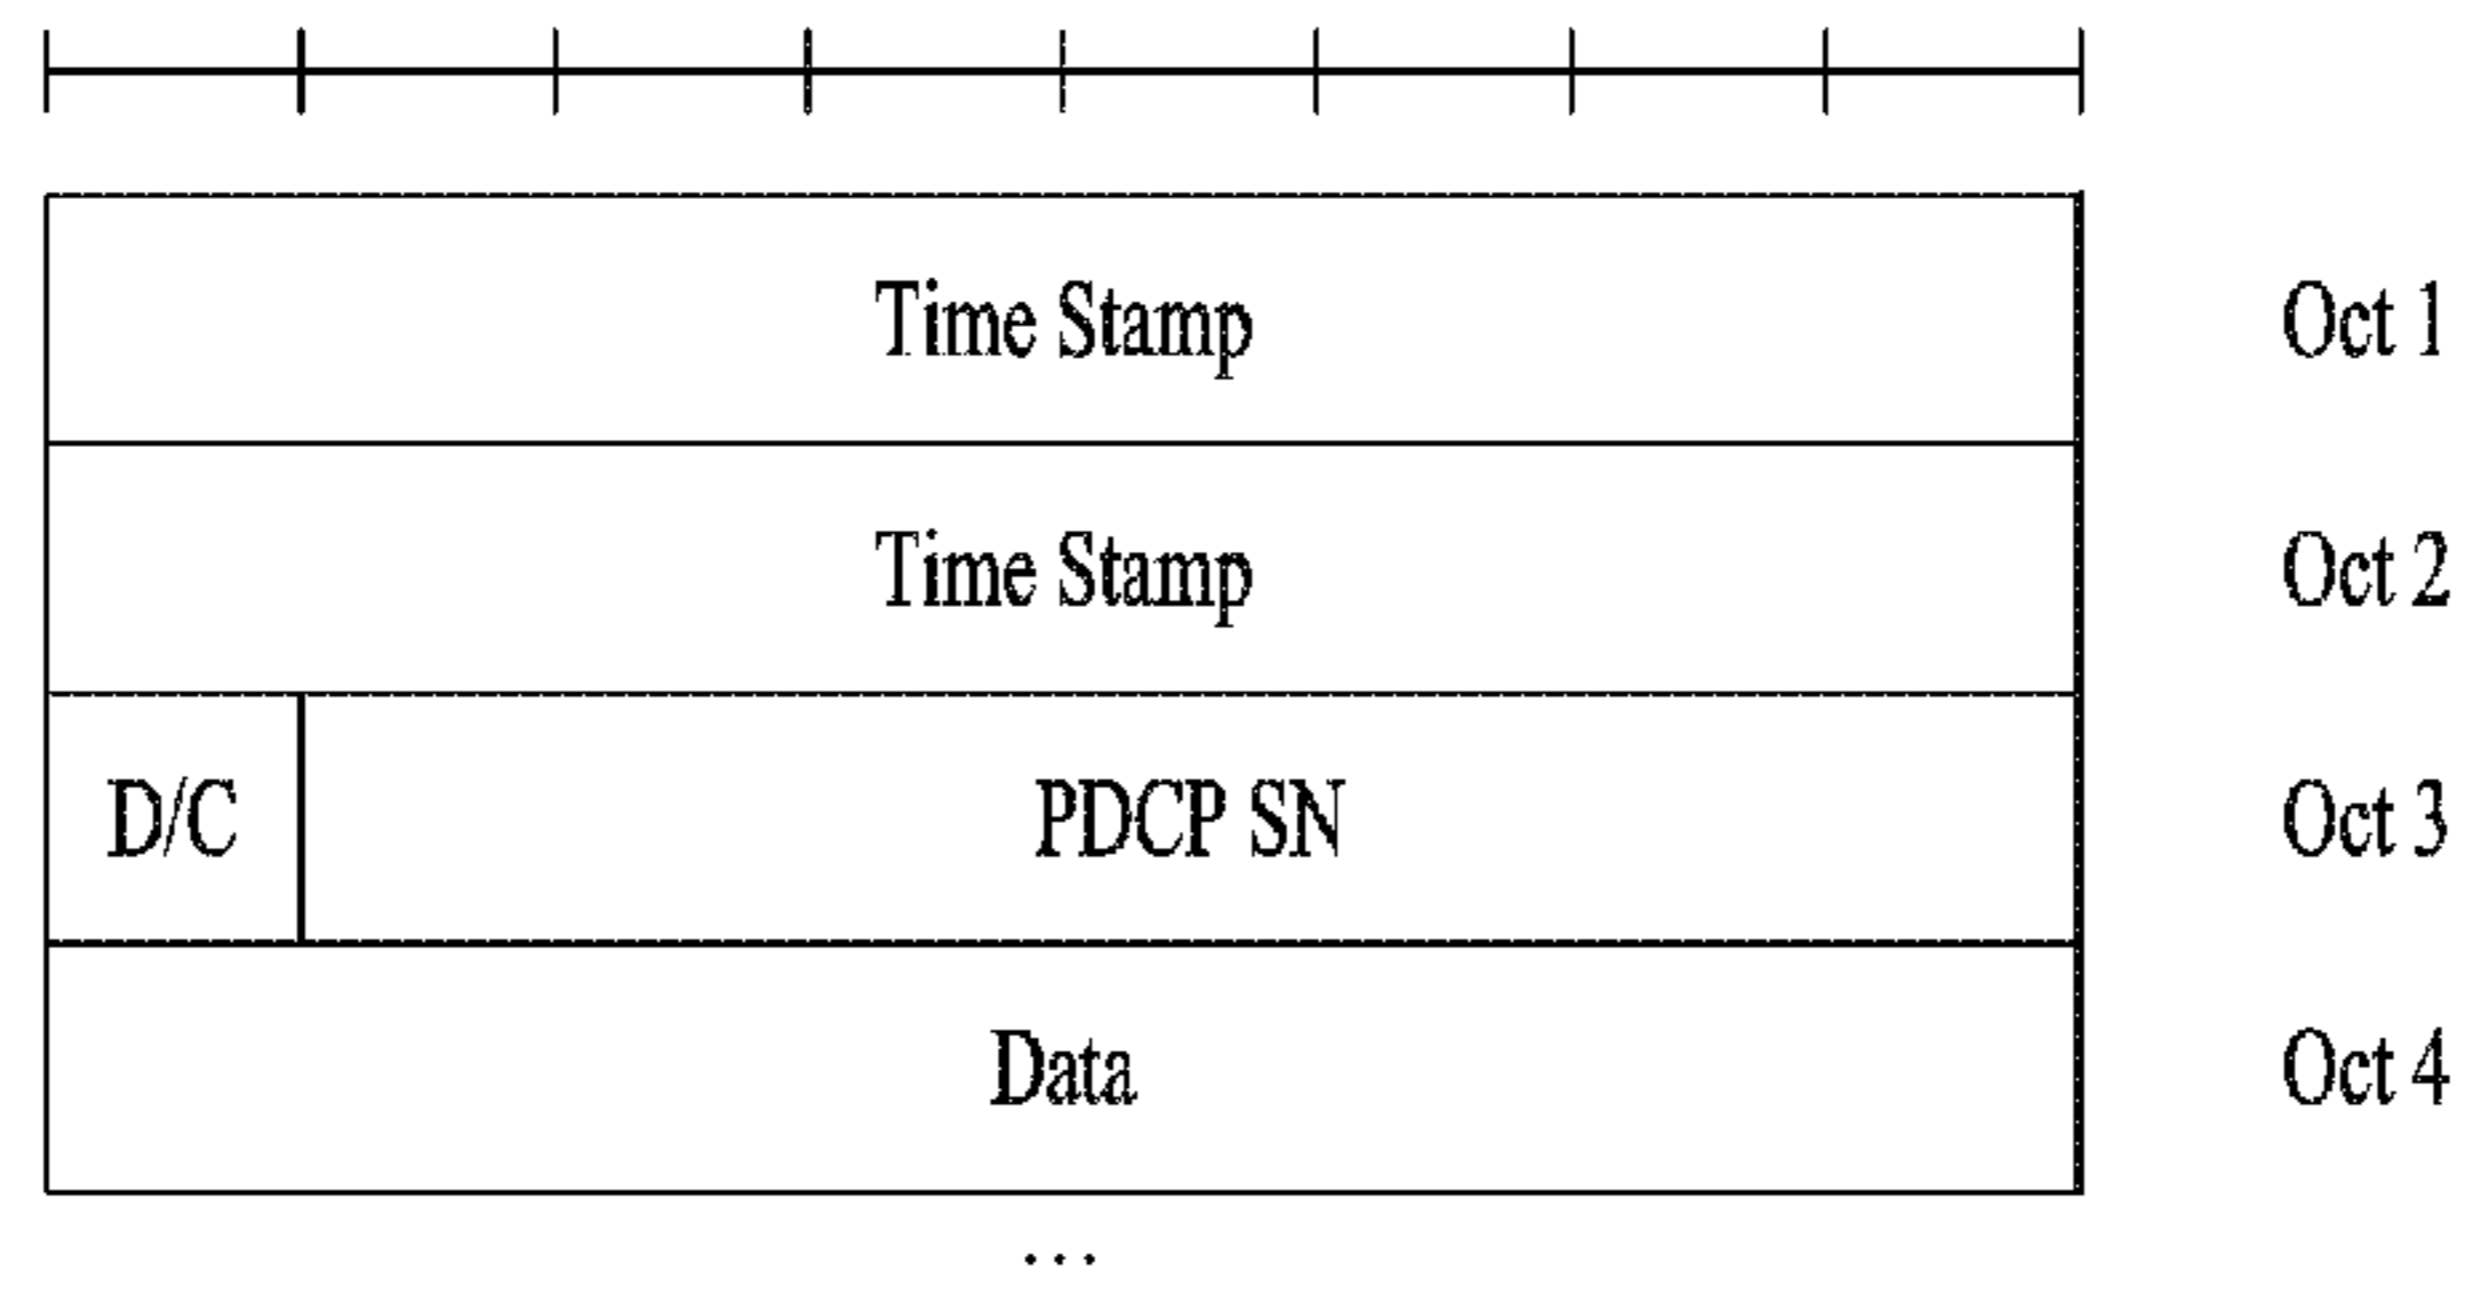 Time Stamp Oct 1
Time Stamp Oct 2
D/C PDCP SN Oct 3
Data Oct 4
...